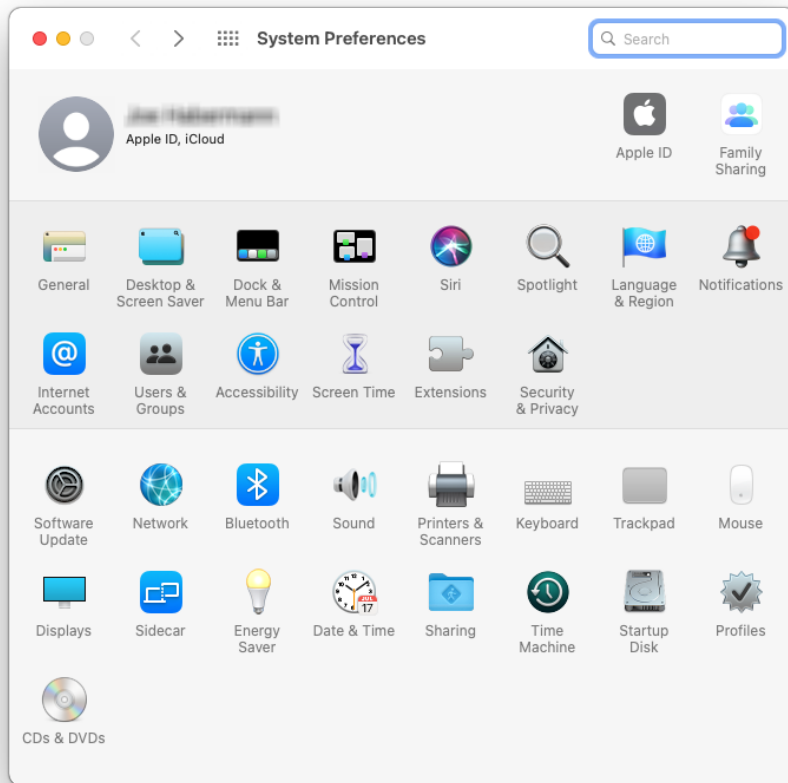 System Preferences
Search
Apple ID, iCloud
Apple ID
Family
Sharing
General
Desktop &
Screen Saver
Dock &
Menu Bar
Mission
Control
Siri
Spotlight
Language
& Region
Notifications
Internet
Accounts
Users &
Groups
Accessibility
Screen Time
Extensions
Security
& Privacy
Software
Update
Network
Bluetooth
Sound
Printers &
Scanners
Keyboard
Trackpad
Mouse
Displays
Sidecar
Energy
Saver
JUL
17
Date & Time
Sharing
Time
Machine
Startup
Disk
Profiles
CDs & DVDs